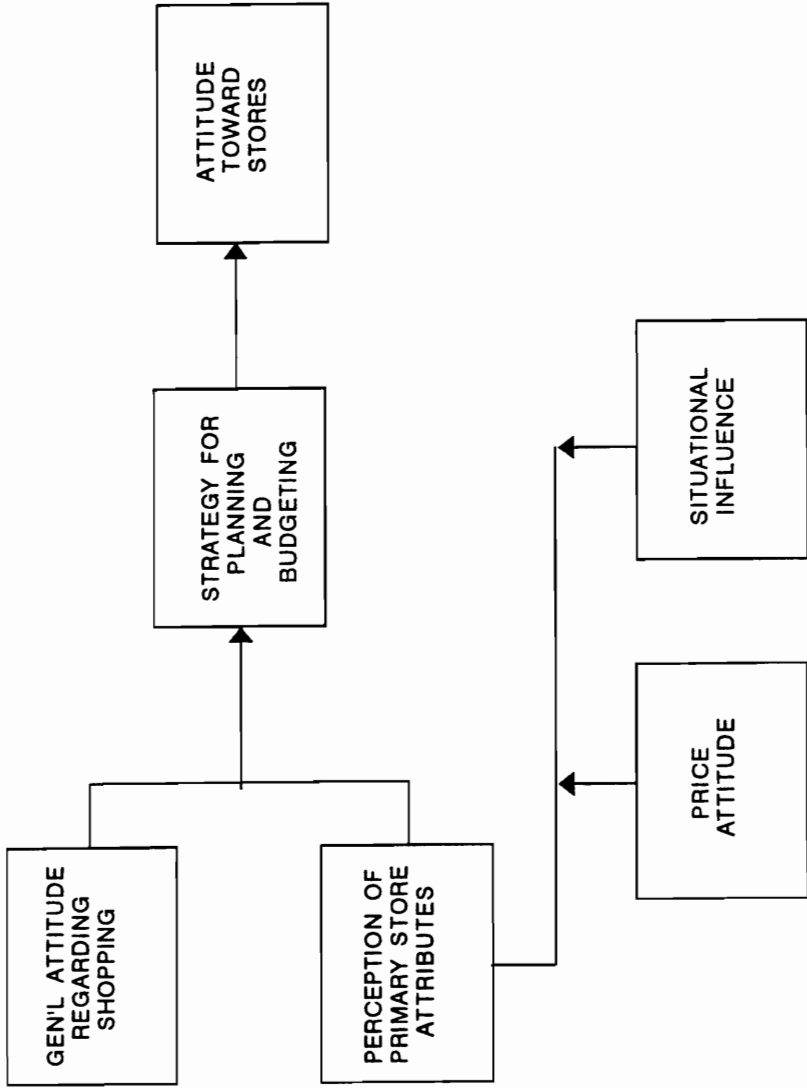 GEN'L ATTITUDE
REGARDING
SHOPPING
PERCEPTION OF
PRIMARY STORE
ATTRIBUTES
STRATEGY FOR
PLANNING
AND
BUDGETING
ATTITUDE
TOWARD
STORES
PRICE
ATTITUDE
SITUATIONAL
INFLUENCE